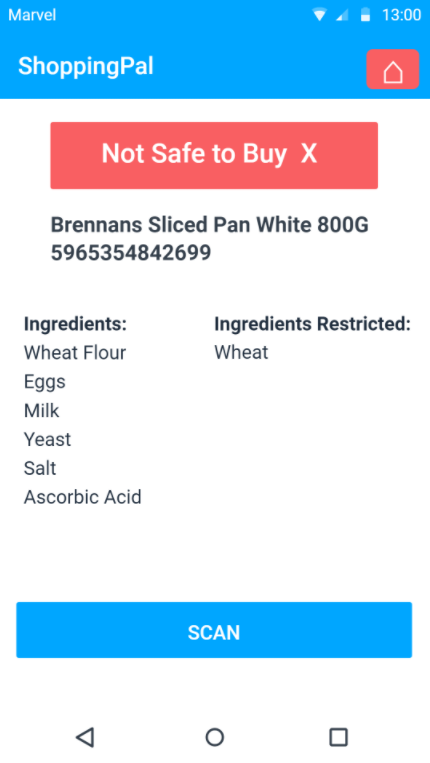 Marvel 13:00
ShoppingPal
Not Safe to Buy X
Brennans Sliced Pan White 800G
5965354842699
Ingredients:
Wheat Flour
Eggs
Milk
Yeast
Salt
Ascorbic Acid
Ingredients Restricted:
Wheat
SCAN